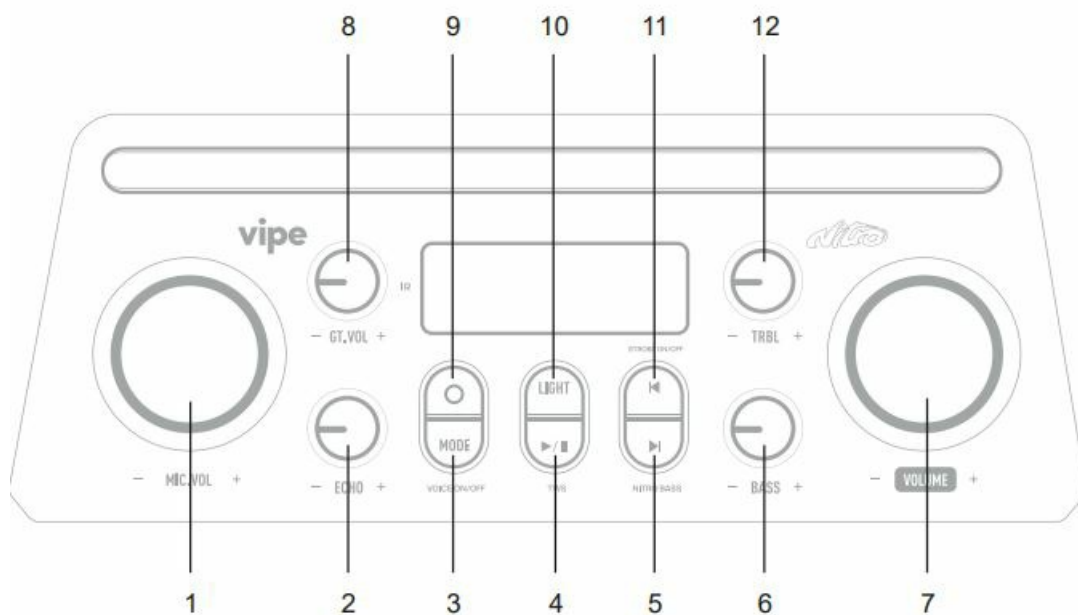 8 9 10 11 12
vipe Nitro
IR
− GT.VOL + − TRBL +
STROBE ON/OFF
LIGHT
MODE
− MIC.VOL + − ECHO + VOICE ON/OFF TWS NITRO BASS − BASS + − VOLUME +
1 2 3 4 5 6 7